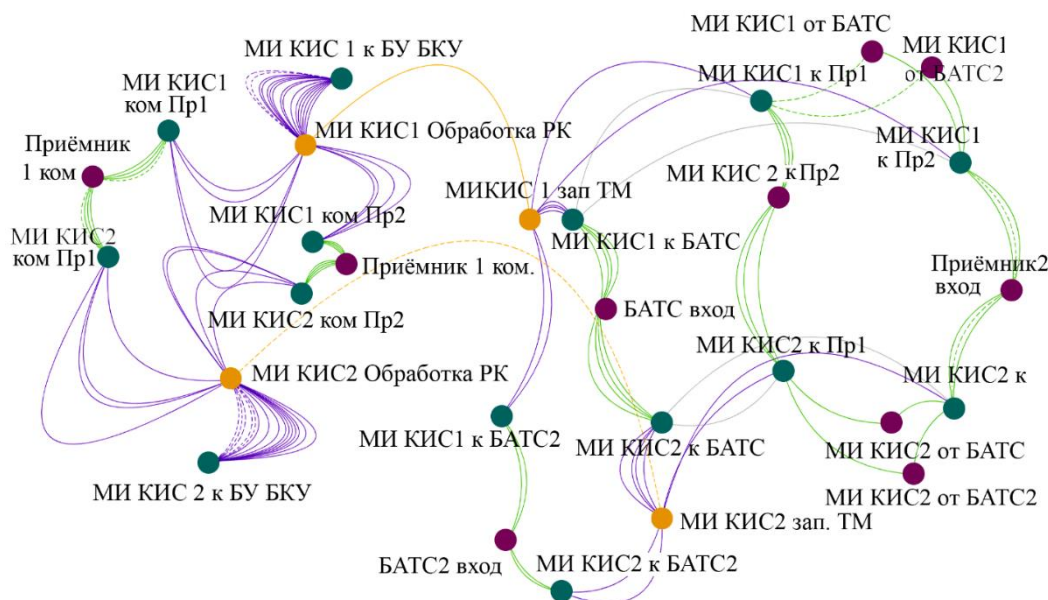 МИ КИС1 от БАТС
МИ КИС1
от БАТС2
МИ КИС 1 к БУ БКУ
МИ КИС1 к Пр1
МИ КИС1
ком Пр1
МИ КИС1 Обработка РК
МИ КИС1
к Пр2
Приёмник
1 ком
МИКИС 1 зап ТМ
МИ КИС 2 к Пр2
МИ КИС1 ком Пр2
МИ КИС1 к БАТС
МИ КИС2
ком Пр1
Приёмник 1 ком.
Приёмник2
вход
БАТС вход
МИ КИС2 ком Пр2
МИ КИС2 к Пр1
МИ КИС2 Обработка РК
МИ КИС2 к
МИ КИС1 к БАТС2
МИ КИС2 к БАТС
МИ КИС2 от БАТС
МИ КИС 2 к БУ БКУ
МИ КИС2 от БАТС2
МИ КИС2 зап. ТМ
БАТС2 вход
МИ КИС2 к БАТС2